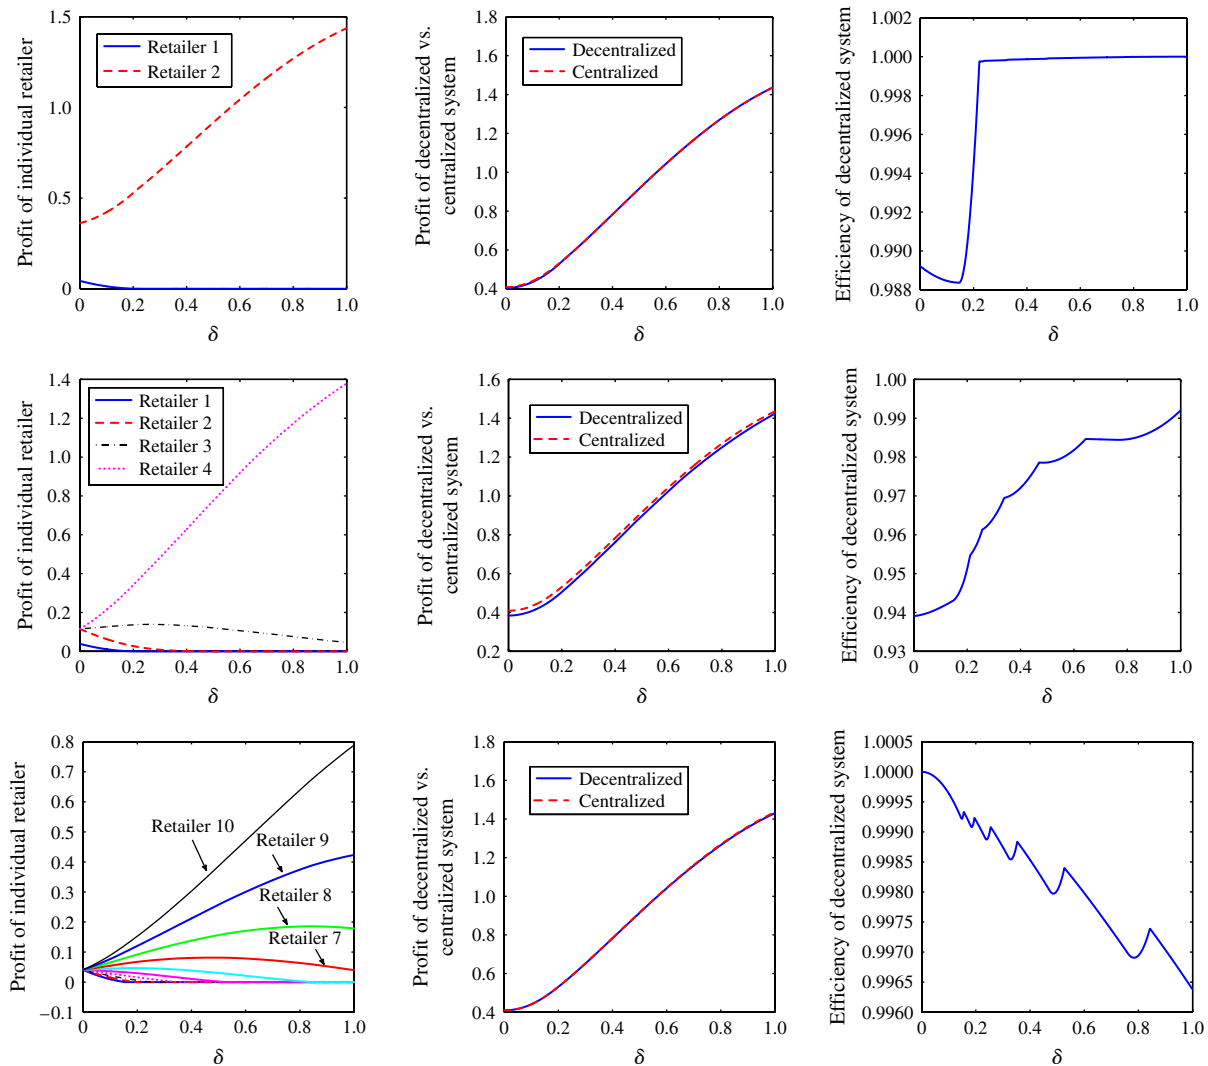 Profit of individual retailer
1.5
1.0
0.5
0
0 0.2 0.4 0.6 0.8 1.0
δ
Retailer 1
Retailer 2
Profit of decentralized vs.
centralized system
1.8
1.6
1.4
1.2
1.0
0.8
0.6
0.4
0 0.2 0.4 0.6 0.8 1.0
δ
Decentralized
Centralized
Efficiency of decentralized system
1.002
1.000
0.998
0.996
0.994
0.992
0.990
0.988
0 0.2 0.4 0.6 0.8 1.0
δ
Profit of individual retailer
1.4
1.2
1.0
0.8
0.6
0.4
0.2
0
0 0.2 0.4 0.6 0.8 1.0
δ
Retailer 1
Retailer 2
Retailer 3
Retailer 4
Profit of decentralized vs.
centralized system
1.6
1.4
1.2
1.0
0.8
0.6
0.4
0.2
0 0.2 0.4 0.6 0.8 1.0
δ
Decentralized
Centralized
Efficiency of decentralized system
1.00
0.99
0.98
0.97
0.96
0.95
0.94
0.93
0 0.2 0.4 0.6 0.8 1.0
δ
Profit of individual retailer
0.8
0.7
0.6
0.5
0.4
0.3
0.2
0.1
0
−0.1
0 0.2 0.4 0.6 0.8 1.0
δ
Retailer 10
Retailer 9
Retailer 8
Retailer 7
Profit of decentralized vs.
centralized system
1.8
1.6
1.4
1.2
1.0
0.8
0.6
0.4
0 0.2 0.4 0.6 0.8 1.0
δ
Decentralized
Centralized
Efficiency of decentralized system
1.0005
1.0000
0.9995
0.9990
0.9985
0.9980
0.9975
0.9970
0.9965
0.9960
0 0.2 0.4 0.6 0.8 1.0
δ